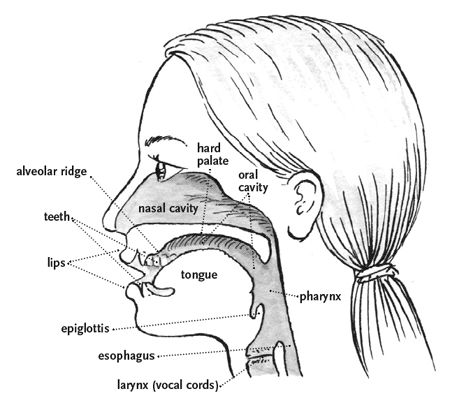 hard
palate
alveolar ridge
oral
cavity
nasal cavity
teeth
lips
tongue
pharynx
epiglottis
esophagus
larynx (vocal cords)